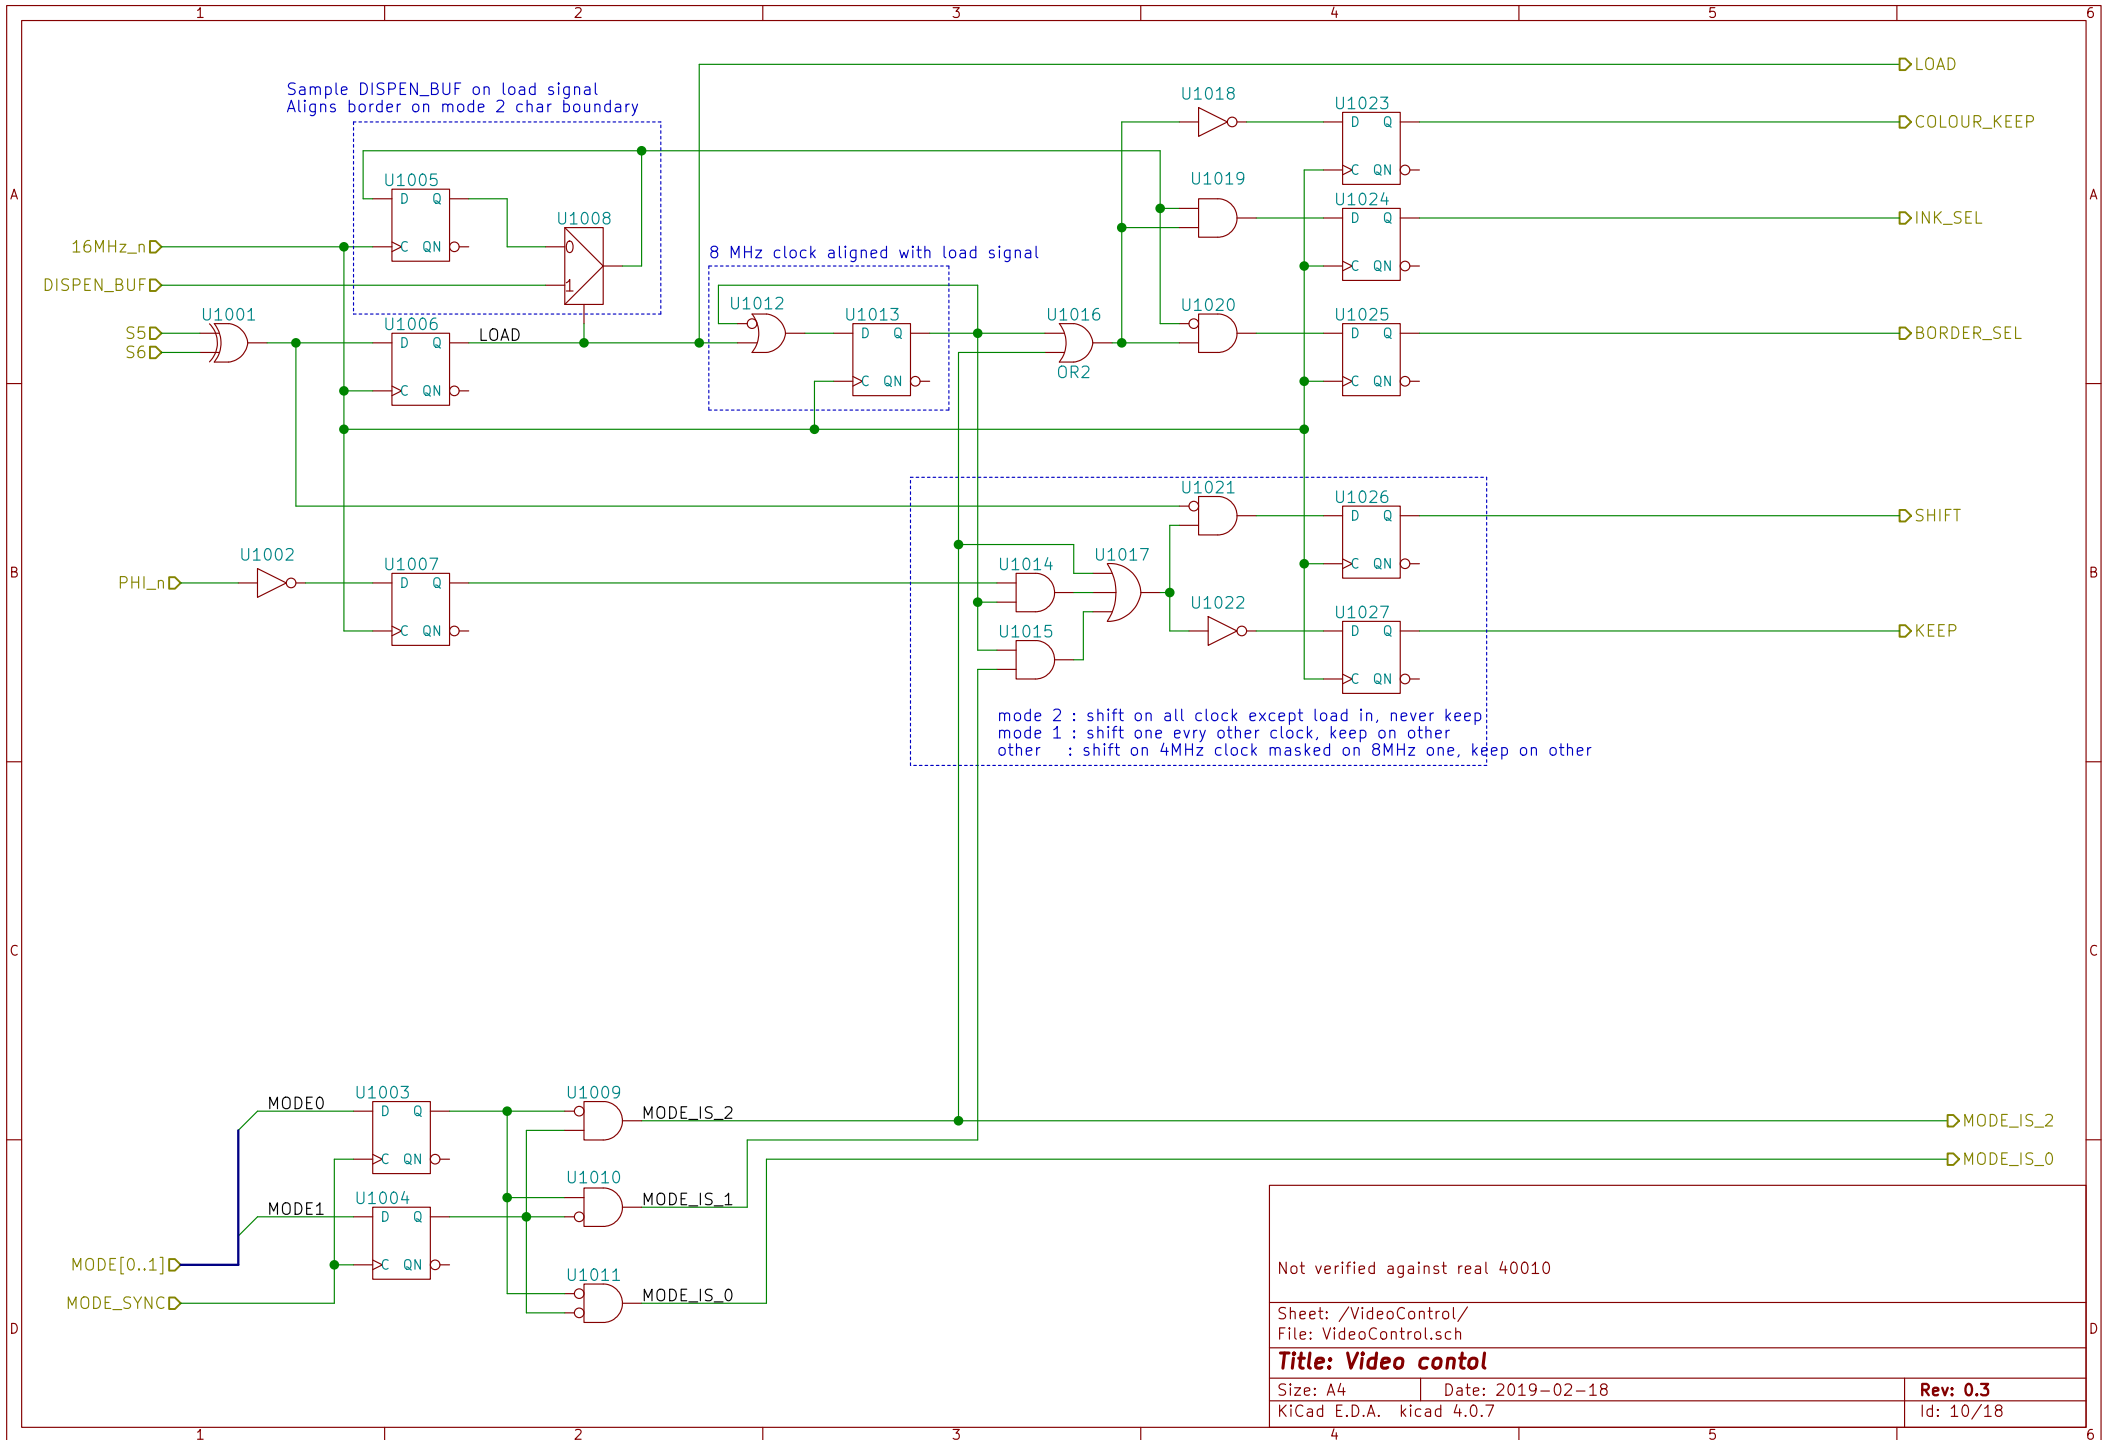 1 2 3 4 5 6
LOAD
Sample DISPEN_BUF on load signal
Aligns border on mode 2 char boundary
U1018
U1023
D Q
C QN
COLOUR_KEEP
A
U1005
D Q
C QN
U1019
U1024
D Q
C QN
INK_SEL
A
U1008
0
1
16MHz_n
8 MHz clock aligned with load signal
DISPEN_BUF
U1001
S5
S6
U1006
D Q
C QN
LOAD
U1012
U1013
D Q
C QN
U1016
OR2
U1020
U1025
D Q
C QN
BORDER_SEL
U1021
U1026
D Q
C QN
SHIFT
B
U1002
PHI_n
U1007
D Q
C QN
U1014
U1017
B
U1022
U1015
U1027
D Q
C QN
KEEP
mode 2 : shift on all clock except load in, never keep
mode 1 : shift one evry other clock, keep on other
other : shift on 4MHz clock masked on 8MHz one, keep on other
C
C
MODE0
U1003
D Q
C QN
U1009
MODE_IS_2
MODE_IS_2
MODE_IS_0
U1010
MODE_IS_1
MODE1
U1004
D Q
C QN
MODE[0..1]
MODE_SYNC
U1011
MODE_IS_0
D
D
Not verified against real 40010
Sheet: /VideoControl/
File: VideoControl.sch
Title: Video contol
Size: A4 Date: 2019-02-18 Rev: 0.3
KiCad E.D.A. kicad 4.0.7 Id: 10/18
1 2 3 4 5 6